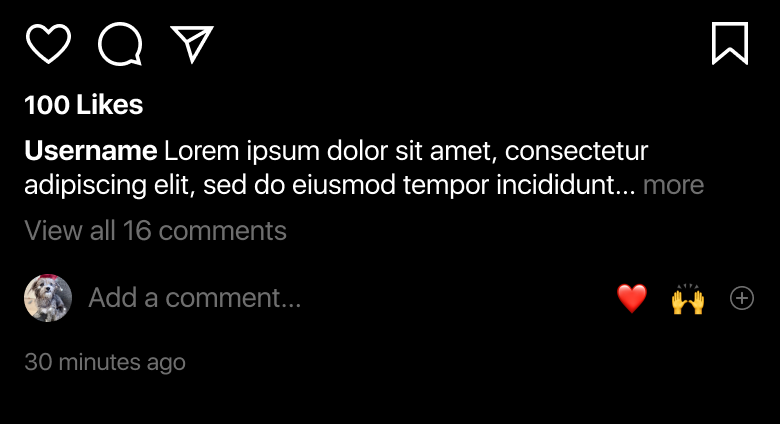 100 Likes
Username Lorem ipsum dolor sit amet, consectetur
adipiscing elit, sed do eiusmod tempor incididunt... more
View all 16 comments
Add a comment...
30 minutes ago